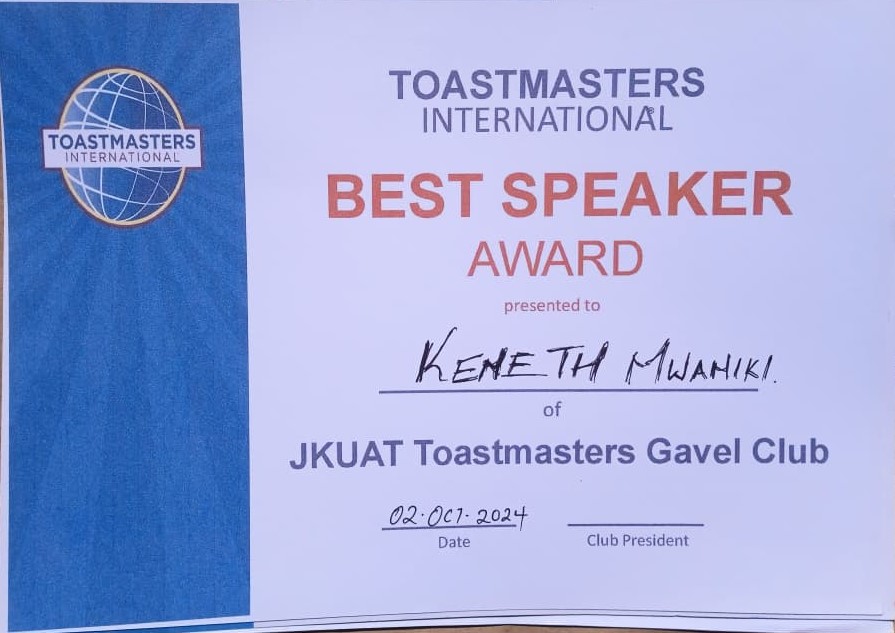 TOASTMASTERS
INTERNATIONAL
TOASTMASTERS
INTERNATIONAL®
BEST SPEAKER
AWARD
presented to
KENETH MWANIKI.
of
JKUAT Toastmasters Gavel Club
02·OCT·2024
Date
Club President